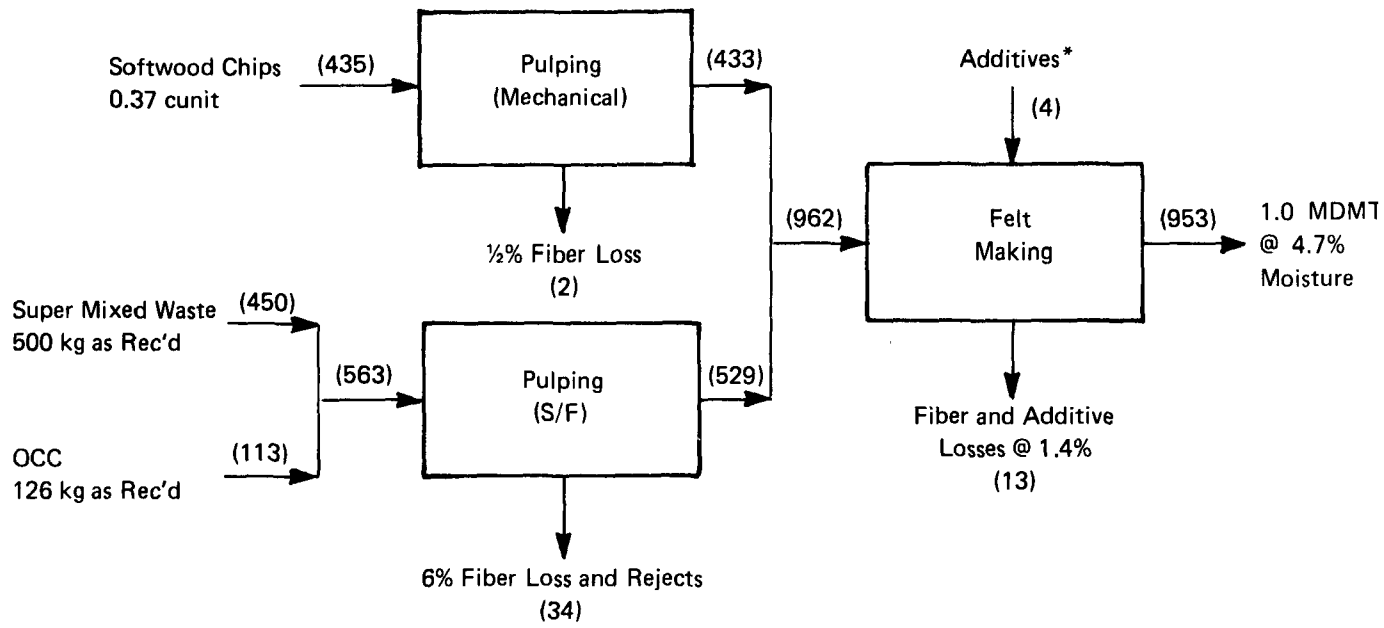 Softwood Chips
0.37 cunit
(435)
Pulping
(Mechanical)
(433)
½% Fiber Loss
(2)
Super Mixed Waste
500 kg as Rec'd
(450)
OCC
126 kg as Rec'd
(113)
(563)
Pulping
(S/F)
(529)
6% Fiber Loss and Rejects
(34)
(962)
Additives*
(4)
Felt
Making
(953)
1.0 MDMT
@ 4.7%
Moisture
Fiber and Additive
Losses @ 1.4%
(13)